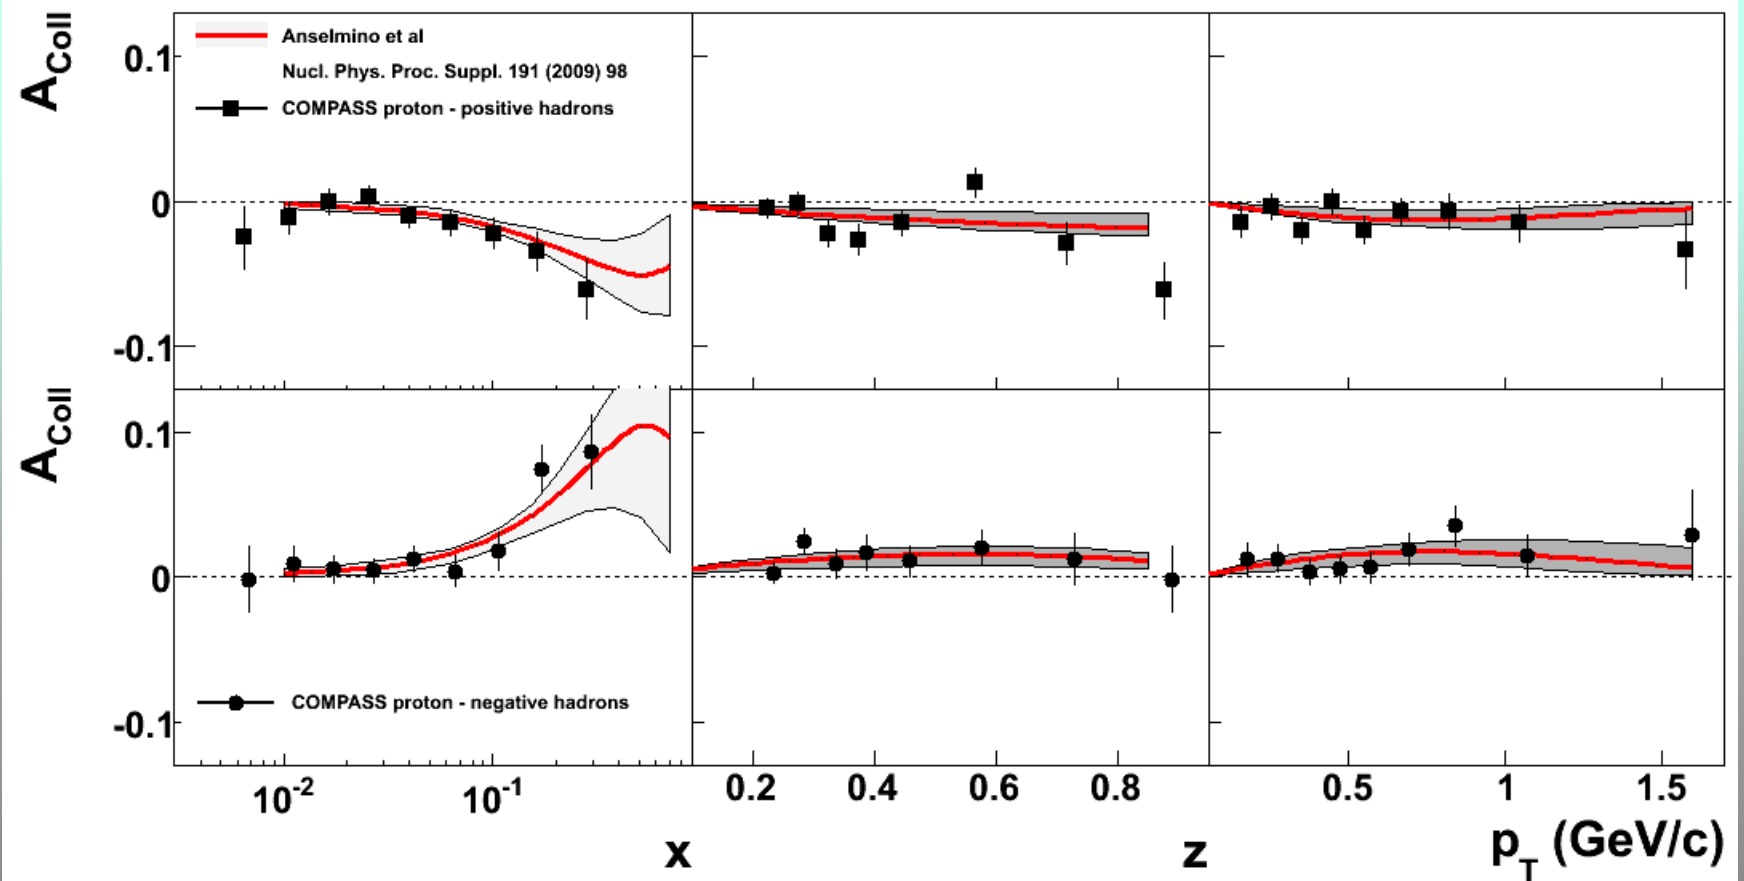 A_Coll
0.1
0
-0.1
Anselmino et al
Nucl. Phys. Proc. Suppl. 191 (2009) 98
COMPASS proton - positive hadrons
A_Coll
0.1
0
-0.1
COMPASS proton - negative hadrons
10^-2 10^-1 0.2 0.4 0.6 0.8 0.5 1 1.5
x z p_T (GeV/c)